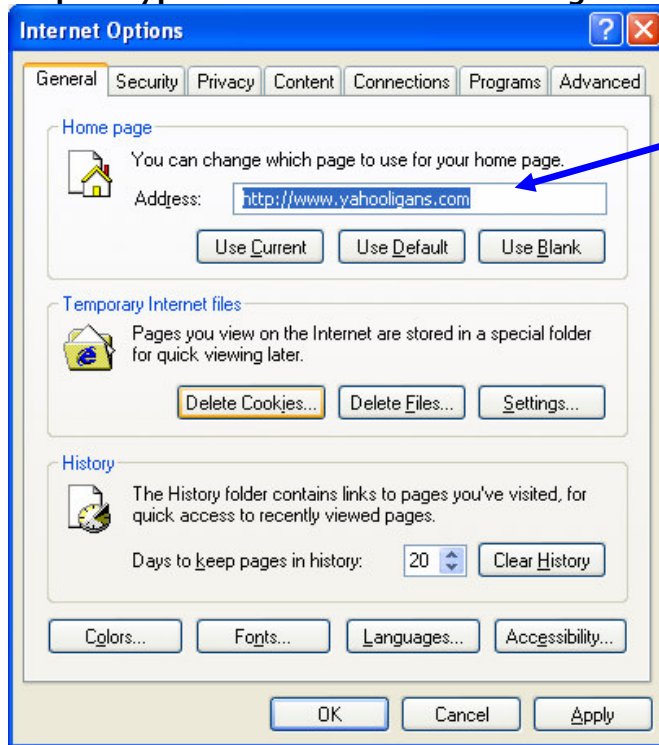 Internet Options
General Security Privacy Content Connections Programs Advanced
Home page
You can change which page to use for your home page.
Address: http://www.yahooligans.com
Use Current Use Default Use Blank
Temporary Internet files
Pages you view on the Internet are stored in a special folder
for quick viewing later.
Delete Cookies... Delete Files... Settings...
History
The History folder contains links to pages you've visited, for
quick access to recently viewed pages.
Days to keep pages in history: 20 Clear History
Colors... Fonts... Languages... Accessibility...
OK Cancel Apply